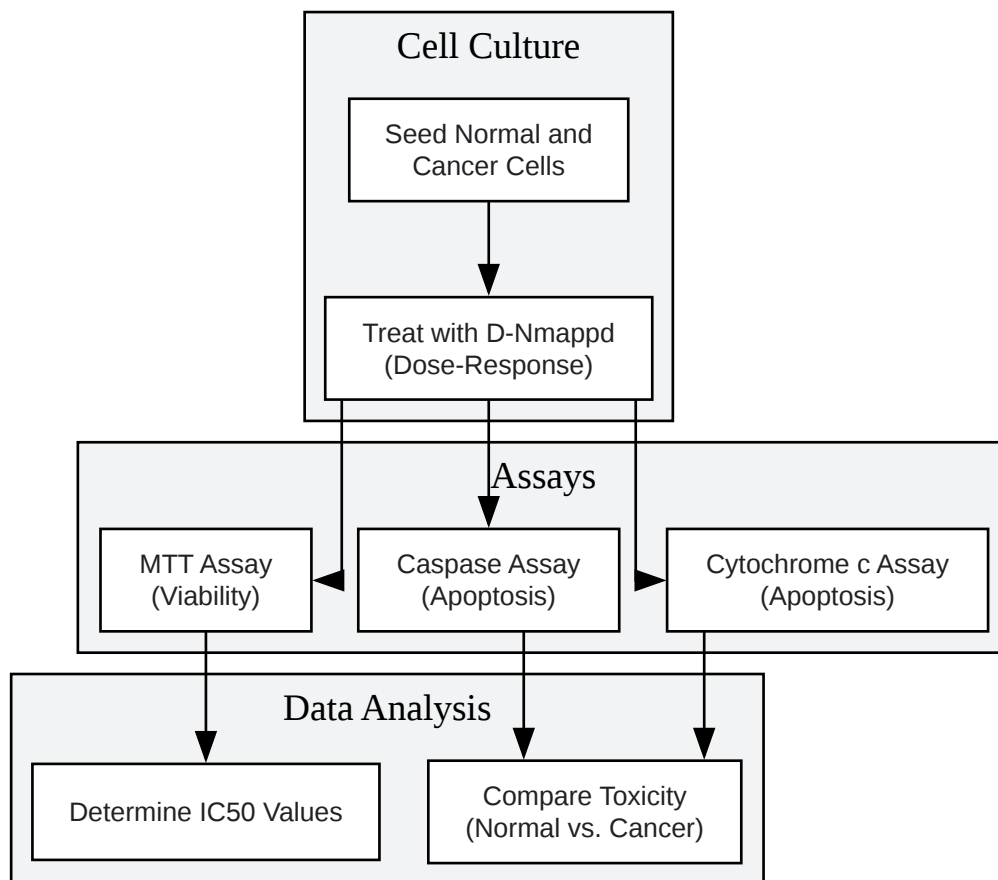 Cell Culture
Seed Normal and
Cancer Cells
Treat with D-Nmappd
(Dose-Response)
Assays
MTT Assay
(Viability)
Caspase Assay
(Apoptosis)
Cytochrome c Assay
(Apoptosis)
Data Analysis
Determine IC50 Values
Compare Toxicity
(Normal vs. Cancer)